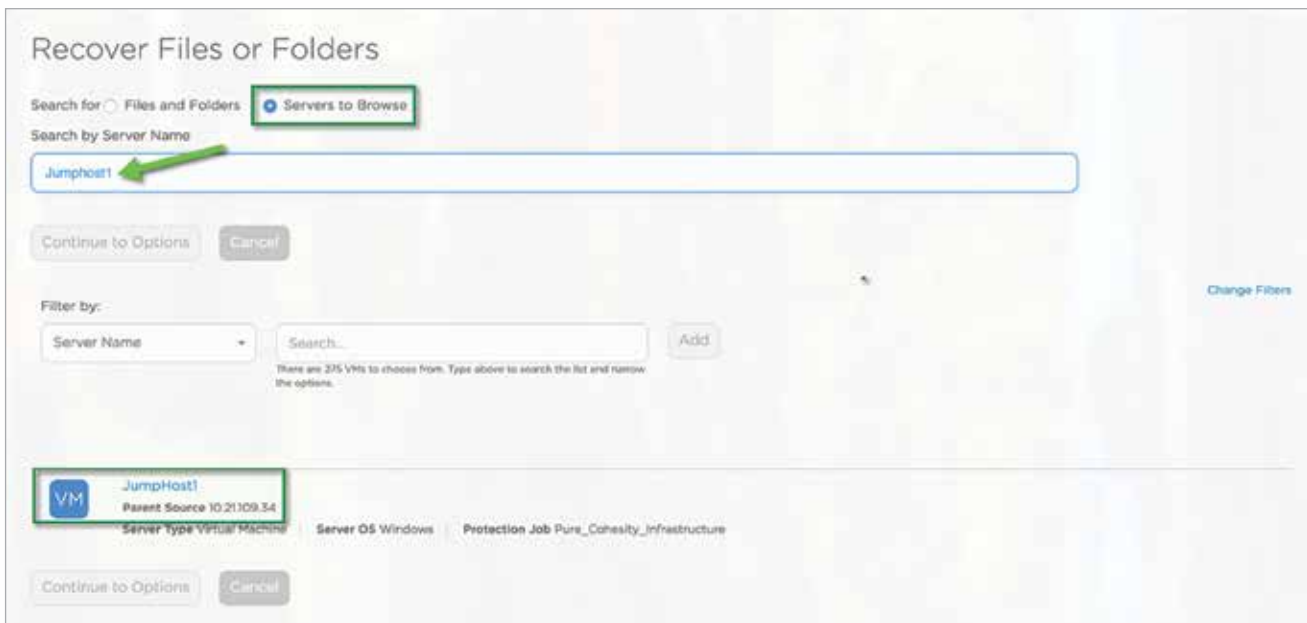 Recover Files or Folders
Search for Files and Folders Servers to Browse
Search by Server Name
Jumphost1
Continue to Options Cancel
Change Filters
Filter by:
Server Name Search... Add
There are 275 VMs to choose from. Type above to search the list and narrow
the options.
VM JumpHost1
Parent Source 10.21.109.34
Server Type Virtual Machine Server OS Windows Protection Job Pure_Cohesity_Infrastructure
Continue to Options Cancel